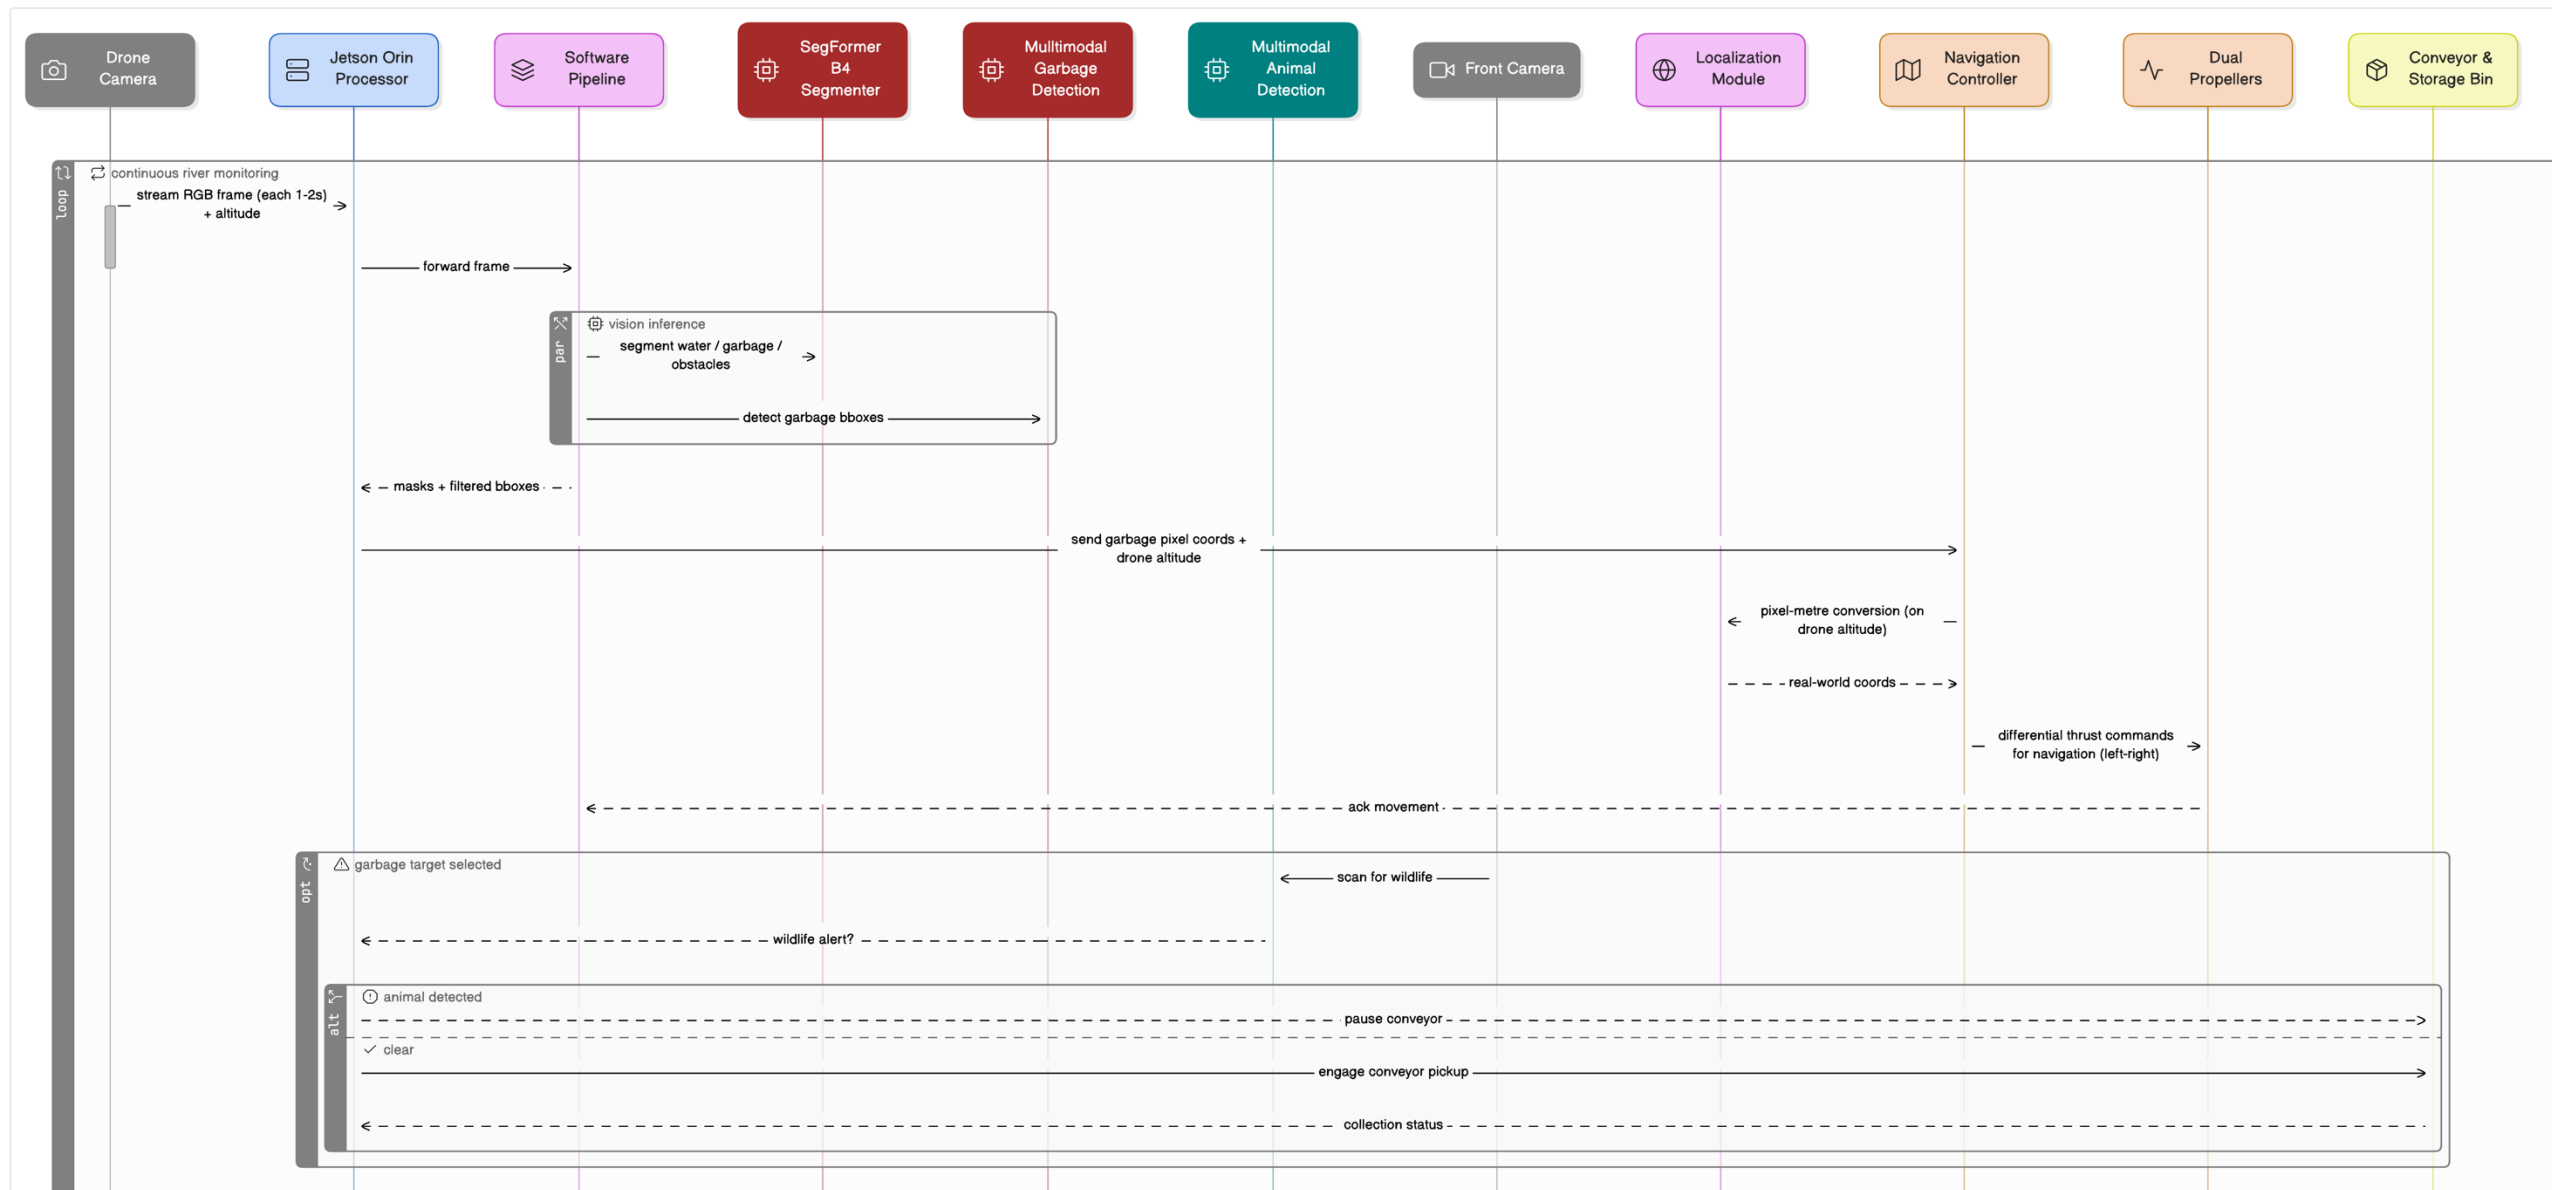 Drone
Camera
Jetson Orin
Processor
Software
Pipeline
SegFormer
B4
Segmenter
Mulltimodal
Garbage
Detection
Multimodal
Animal
Detection
Front Camera
Localization
Module
Navigation
Controller
Dual
Propellers
Conveyor &
Storage Bin
loop
continuous river monitoring
stream RGB frame (each 1-2s)
+ altitude
forward frame
par
vision inference
segment water / garbage /
obstacles
detect garbage bboxes
masks + filtered bboxes
send garbage pixel coords +
drone altitude
pixel-metre conversion (on
drone altitude)
real-world coords
differential thrust commands
for navigation (left-right)
ack movement
opt
garbage target selected
scan for wildlife
wildlife alert?
alt
animal detected
pause conveyor
clear
engage conveyor pickup
collection status